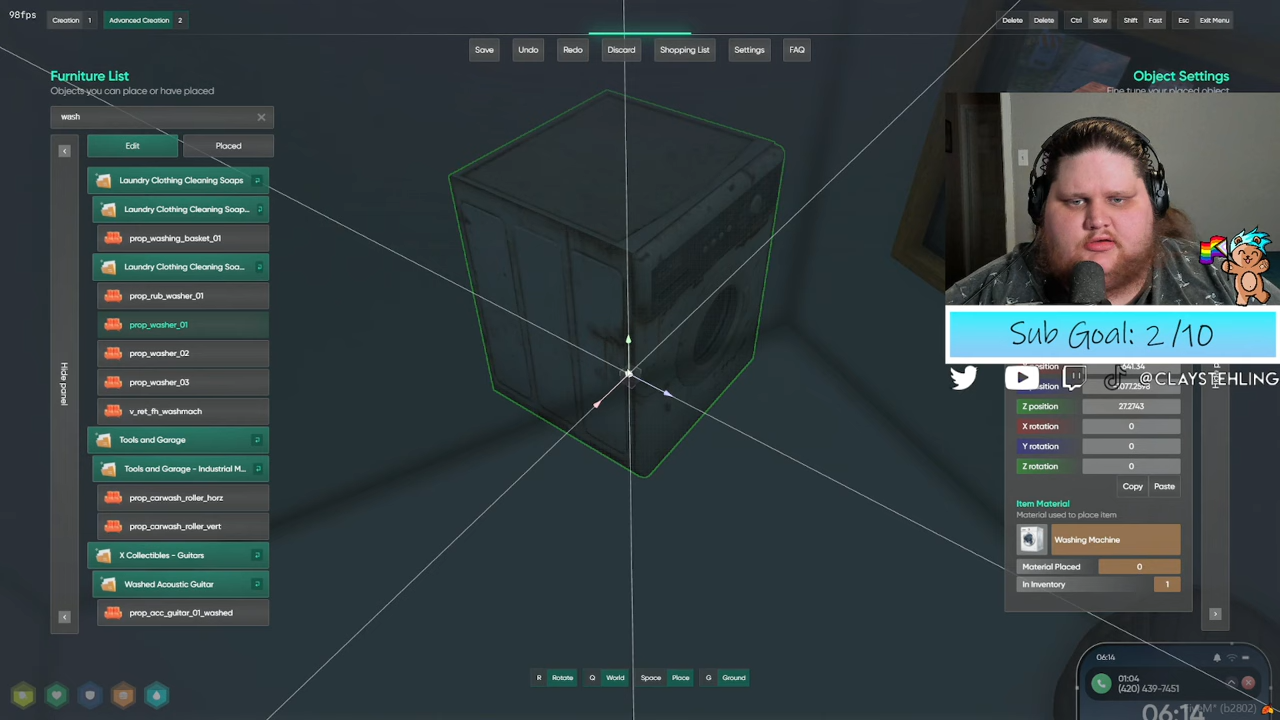 98fps
Creation 1
Advanced Creation 2
Delete Delete Ctrl Slow Shift Fast Esc Exit Menu
Save Undo Redo Discard Shopping List Settings FAQ
Furniture List
Objects you can place or have placed
wash
Edit Placed
Laundry Clothing Cleaning Soaps
Laundry Clothing Cleaning Soap...
prop_washing_basket_01
Laundry Clothing Cleaning Soa...
prop_rub_washer_01
prop_washer_01
prop_washer_02
prop_washer_03
v_ret_fh_washmach
Tools and Garage
Tools and Garage - Industrial M...
prop_carwash_roller_horz
prop_carwash_roller_vert
X Collectibles - Guitars
Washed Acoustic Guitar
prop_acc_guitar_01_washed
Hide panel
Object Settings
Fine tune your placed object
Sub Goal: 2/10
@CLAYSTEHLING
Z position 27.2743
X rotation 0
Y rotation 0
Z rotation 0
Copy Paste
Item Material
Material used to place item
Washing Machine
Material Placed 0
In Inventory 1
R Rotate Q World Space Place G Ground
06:14
01:04
(420) 439-7451